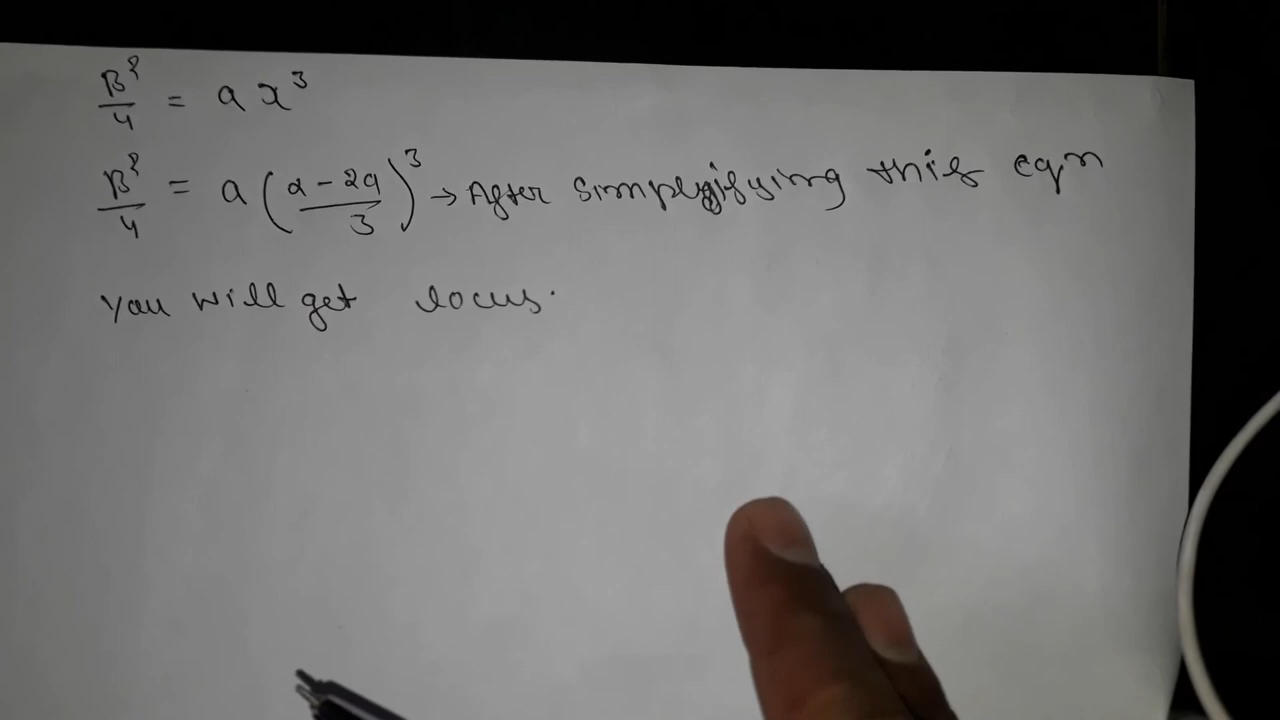 β²/4 = a x³
β²/4 = a((α - 2a)/3)³ → After Simplifying this eqn
You will get locus.